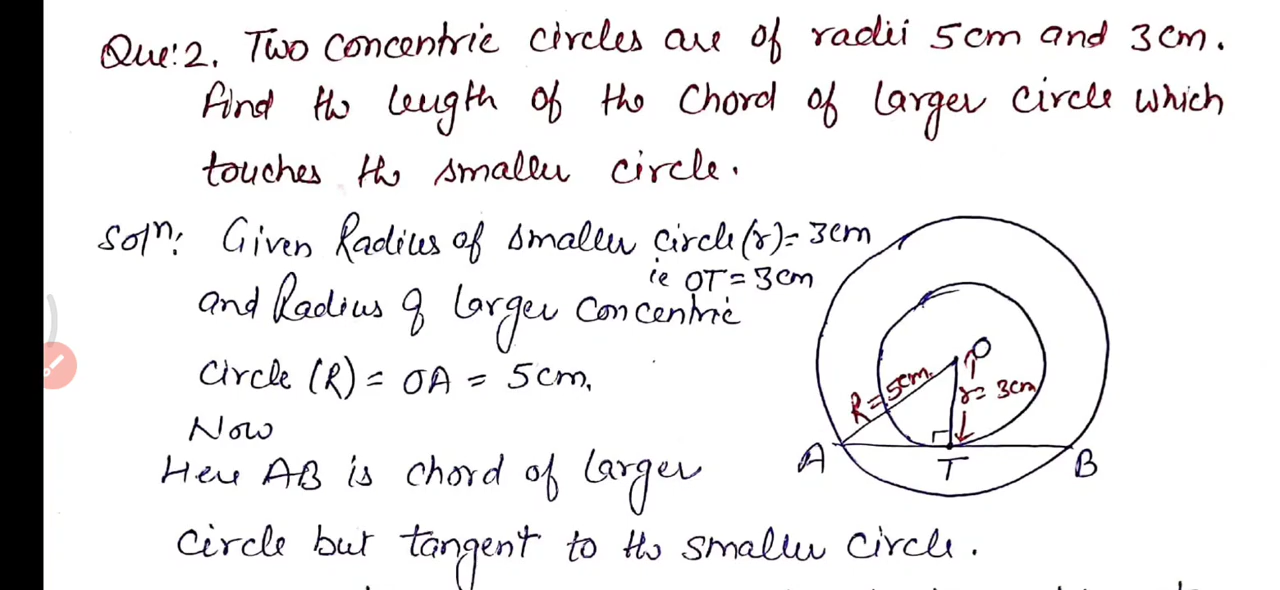 Que:2. Two concentric circles are of radii 5cm and 3cm.
find the length of the chord of larger circle which
touches the smaller circle.
Soln: Given Radius of smaller circle (r) = 3cm
ie OT = 3cm
and Radius of larger concentric
circle (R) = OA = 5cm.
Now
Here AB is chord of larger
circle but tangent to the smaller circle.
O
R = 5cm.
r = 3cm
A
T
B